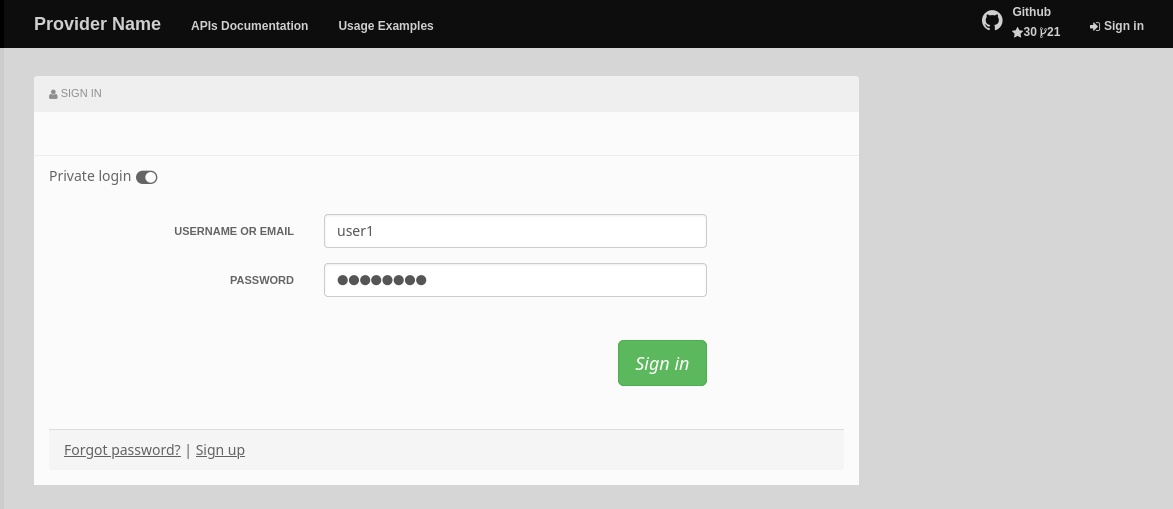 Provider Name APIs Documentation Usage Examples Github
30 21 Sign in
SIGN IN
Private login
USERNAME OR EMAIL user1
PASSWORD ●●●●●●●●
Sign in
Forgot password? | Sign up